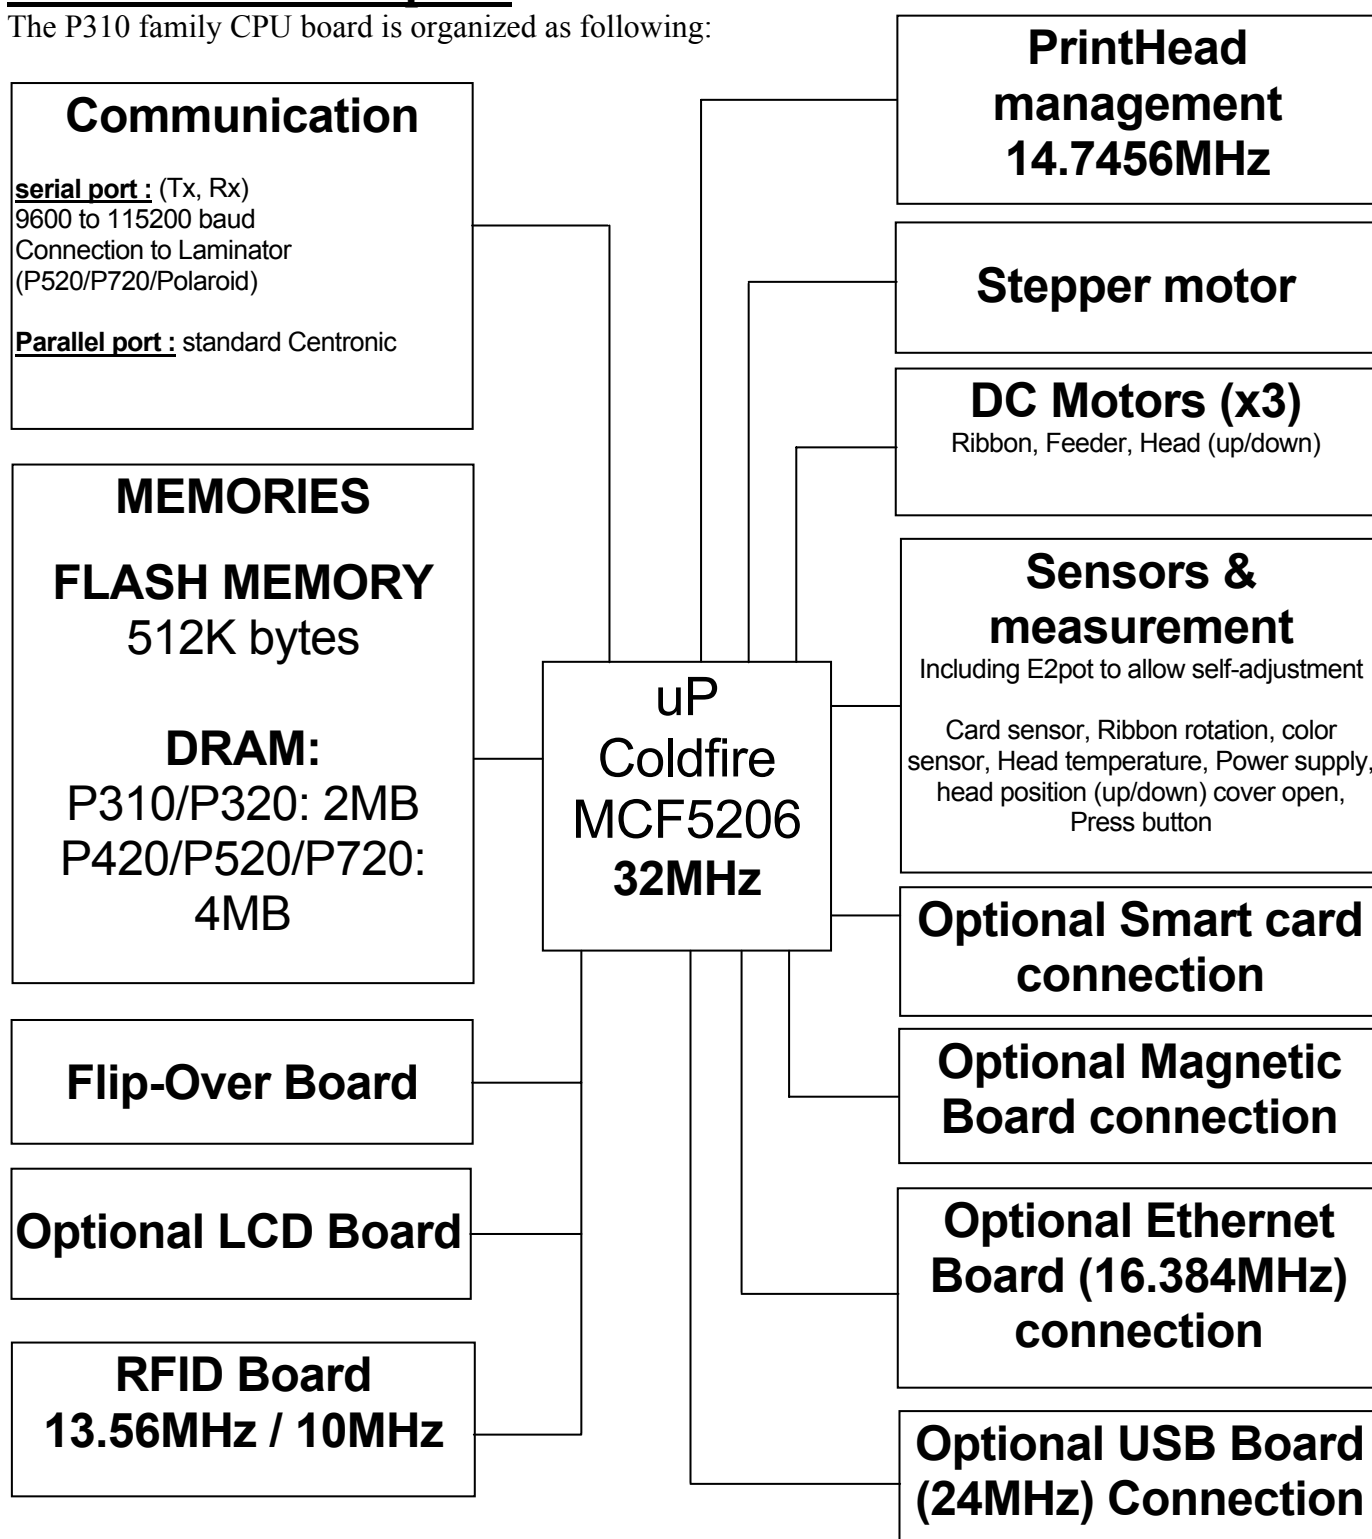 The P310 family CPU board is organized as following:
Communication
serial port : (Tx, Rx)
9600 to 115200 baud
Connection to Laminator
(P520/P720/Polaroid)
Parallel port : standard Centronic
MEMORIES
FLASH MEMORY
512K bytes
DRAM:
P310/P320: 2MB
P420/P520/P720:
4MB
Flip-Over Board
Optional LCD Board
RFID Board
13.56MHz / 10MHz
uP
Coldfire
MCF5206
32MHz
PrintHead
management
14.7456MHz
Stepper motor
DC Motors (x3)
Ribbon, Feeder, Head (up/down)
Sensors &
measurement
Including E2pot to allow self-adjustment
Card sensor, Ribbon rotation, color
sensor, Head temperature, Power supply,
head position (up/down) cover open,
Press button
Optional Smart card
connection
Optional Magnetic
Board connection
Optional Ethernet
Board (16.384MHz)
connection
Optional USB Board
(24MHz) Connection